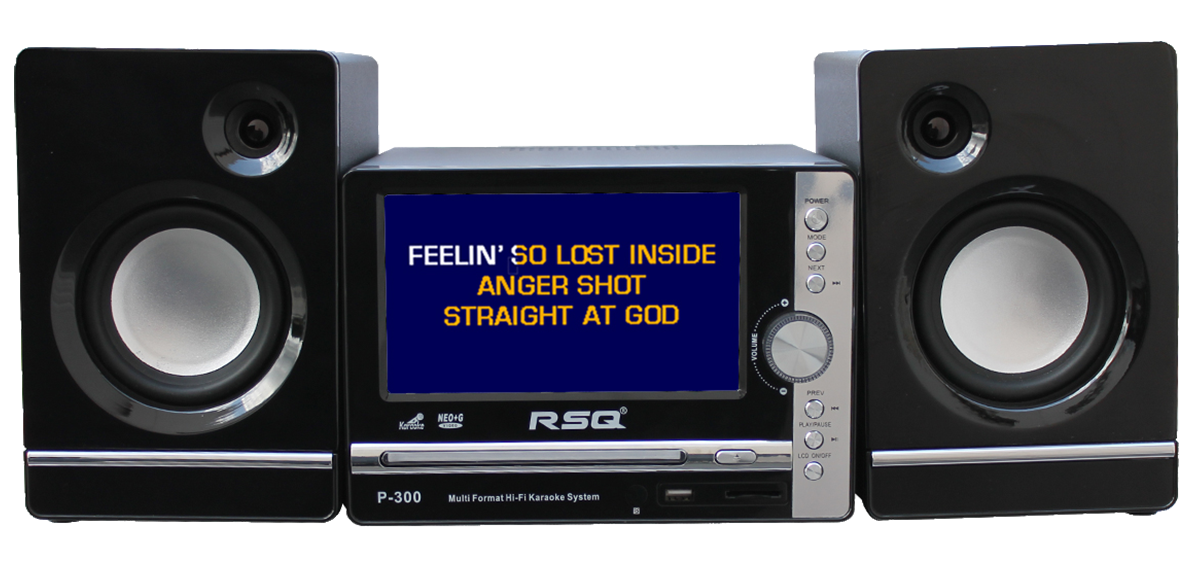 FEELIN' SO LOST INSIDE
ANGER SHOT
STRAIGHT AT GOD
POWER
MODE
NEXT
VOLUME
PREV
PLAY/PAUSE
LCD ON/OFF
Karaoke
NEO+G
RSQ®
P-300
Multi Format Hi-Fi Karaoke System